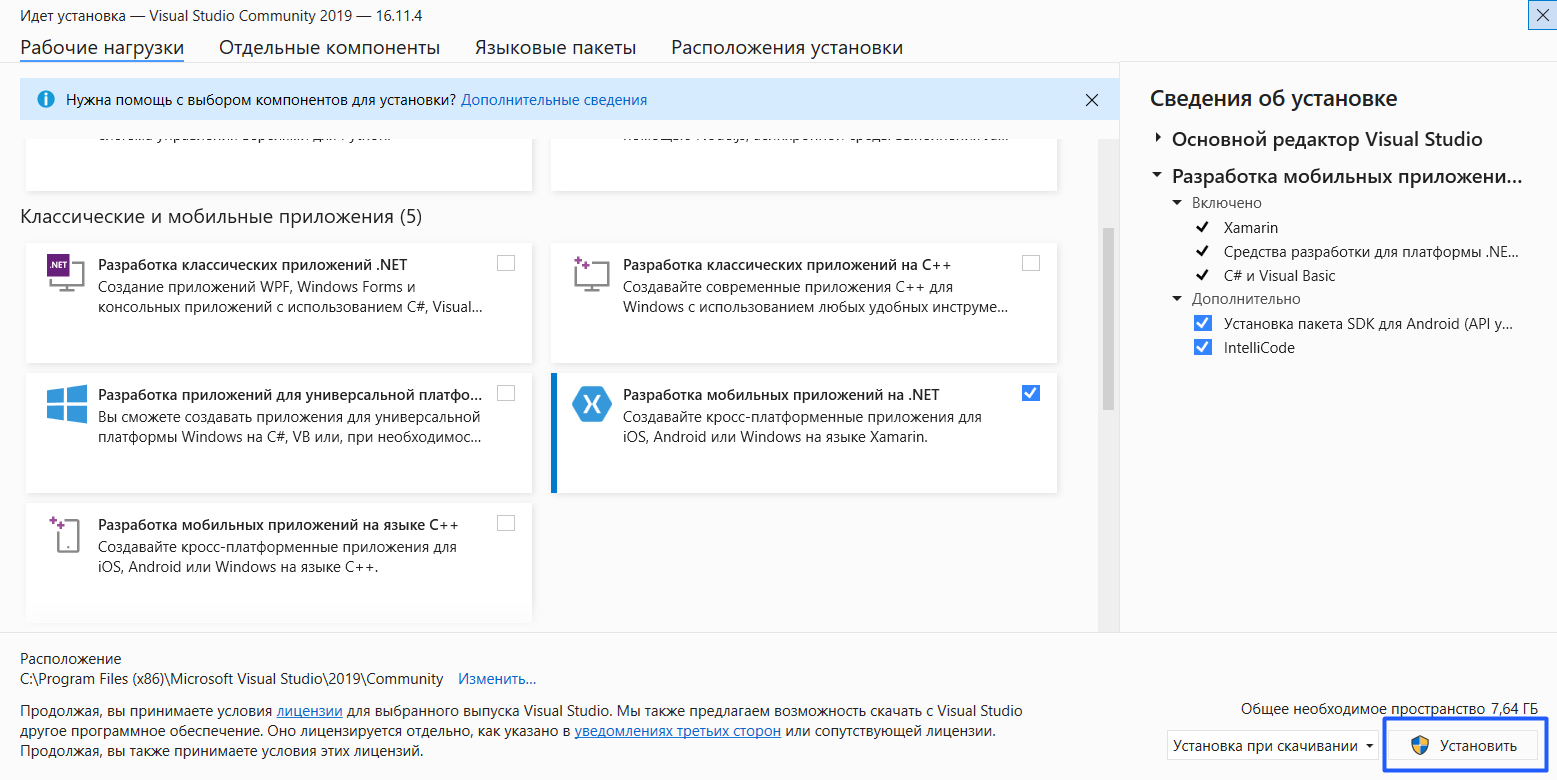 Идет установка — Visual Studio Community 2019 — 16.11.4
Рабочие нагрузки Отдельные компоненты Языковые пакеты Расположения установки
Нужна помощь с выбором компонентов для установки? Дополнительные сведения
Классические и мобильные приложения (5)
.NET
Разработка классических приложений .NET
Создание приложений WPF, Windows Forms и
консольных приложений с использованием C#, Visual...
Разработка классических приложений на C++
Создавайте современные приложения C++ для
Windows с использованием любых удобных инструме...
Разработка приложений для универсальной платфо...
Вы сможете создавать приложения для универсальной
платформы Windows на C#, VB или, при необходимос...
Разработка мобильных приложений на .NET
Создавайте кросс-платформенные приложения для
iOS, Android или Windows на языке Xamarin.
Разработка мобильных приложений на языке C++
Создавайте кросс-платформенные приложения для
iOS, Android или Windows на языке C++.
Сведения об установке
Основной редактор Visual Studio
Разработка мобильных приложени...
Включено
Xamarin
Средства разработки для платформы .NE...
C# и Visual Basic
Дополнительно
Установка пакета SDK для Android (API у...
IntelliCode
Расположение
C:\Program Files (x86)\Microsoft Visual Studio\2019\Community Изменить...
Продолжая, вы принимаете условия лицензии для выбранного выпуска Visual Studio. Мы также предлагаем возможность скачать с Visual Studio
другое программное обеспечение. Оно лицензируется отдельно, как указано в уведомлениях третьих сторон или сопутствующей лицензии.
Продолжая, вы также принимаете условия этих лицензий.
Общее необходимое пространство 7,64 ГБ
Установка при скачивании Установить